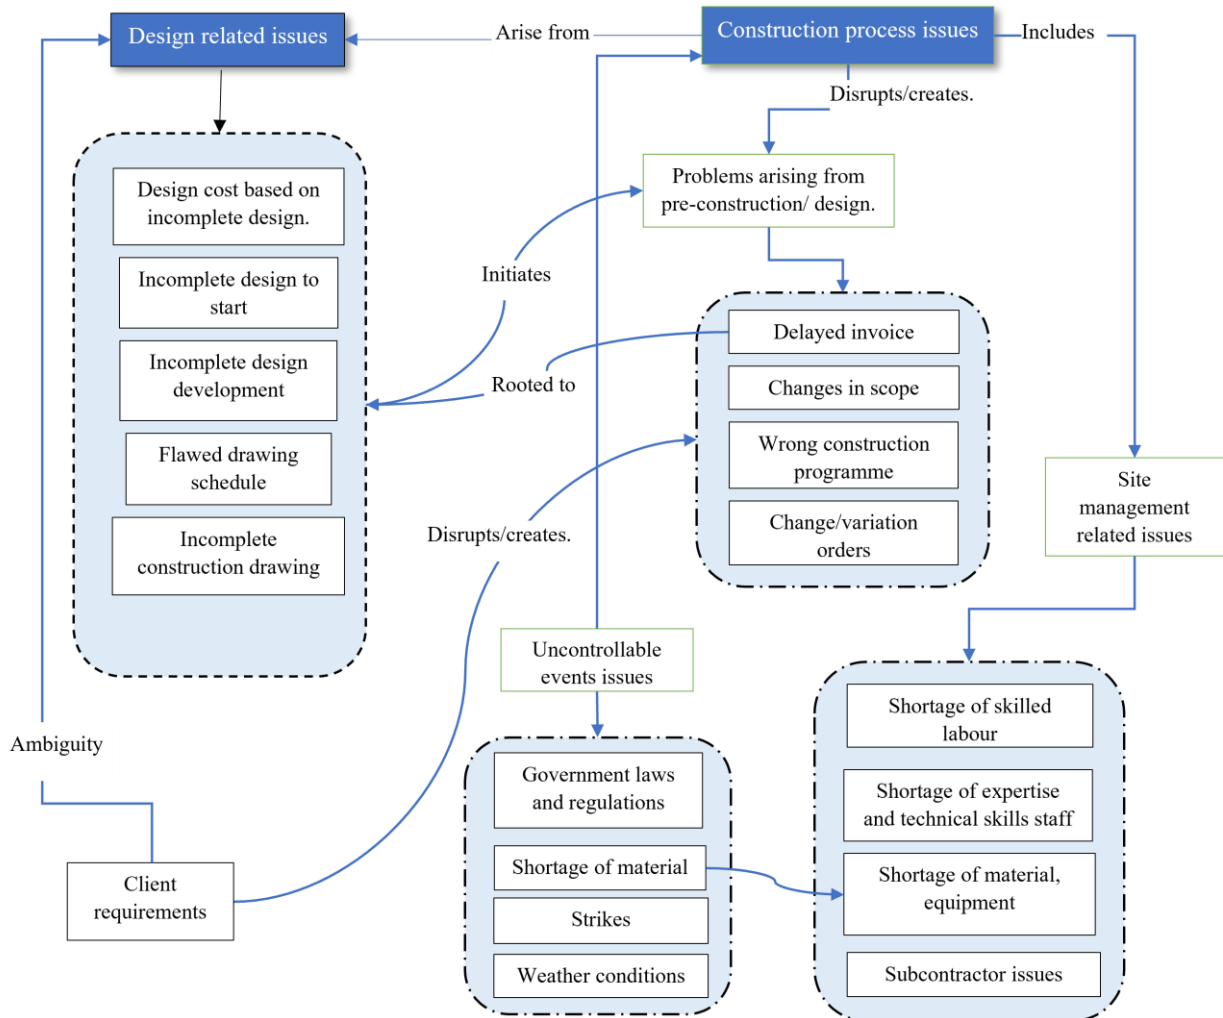 Design related issues
Arise from
Construction process issues
Includes
Disrupts/creates.
Design cost based on
incomplete design.
Incomplete design to
start
Incomplete design
development
Flawed drawing
schedule
Incomplete
construction drawing
Problems arising from
pre-construction/ design.
Initiates
Rooted to
Delayed invoice
Changes in scope
Wrong construction
programme
Change/variation
orders
Disrupts/creates.
Site
management
related issues
Uncontrollable
events issues
Ambiguity
Client
requirements
Government laws
and regulations
Shortage of material
Strikes
Weather conditions
Shortage of skilled
labour
Shortage of expertise
and technical skills staff
Shortage of material,
equipment
Subcontractor issues